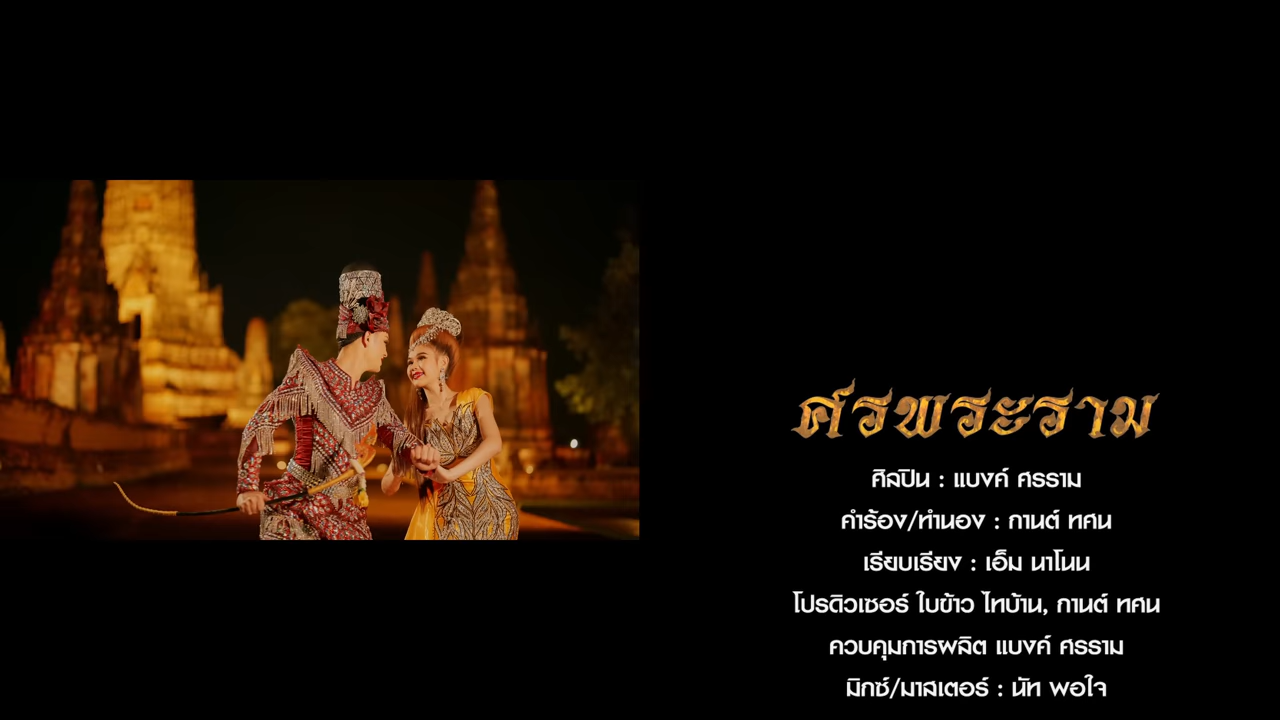 ศรพระราม
ศิลปิน : แบงค์ ศรราม
คำร้อง/ทำนอง : กานต์ ทศน
เรียบเรียง : เอ็ม นาโนน
โปรดิวเซอร์ ใบข้าว ไทบ้าน, กานต์ ทศน
ควบคุมการผลิต แบงค์ ศรราม
มิกซ์/มาสเตอร์ : นัท พอใจ